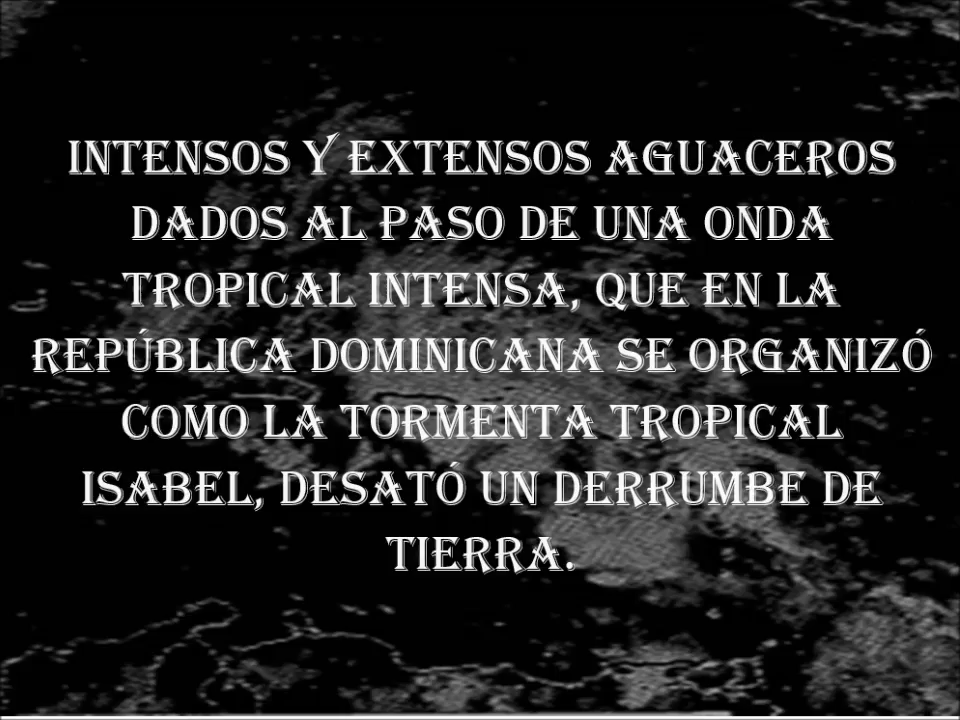 INTENSOS Y EXTENSOS AGUACEROS
DADOS AL PASO DE UNA ONDA
TROPICAL INTENSA, QUE EN LA
REPÚBLICA DOMINICANA SE ORGANIZÓ
COMO LA TORMENTA TROPICAL
ISABEL, DESATÓ UN DERRUMBE DE
TIERRA.